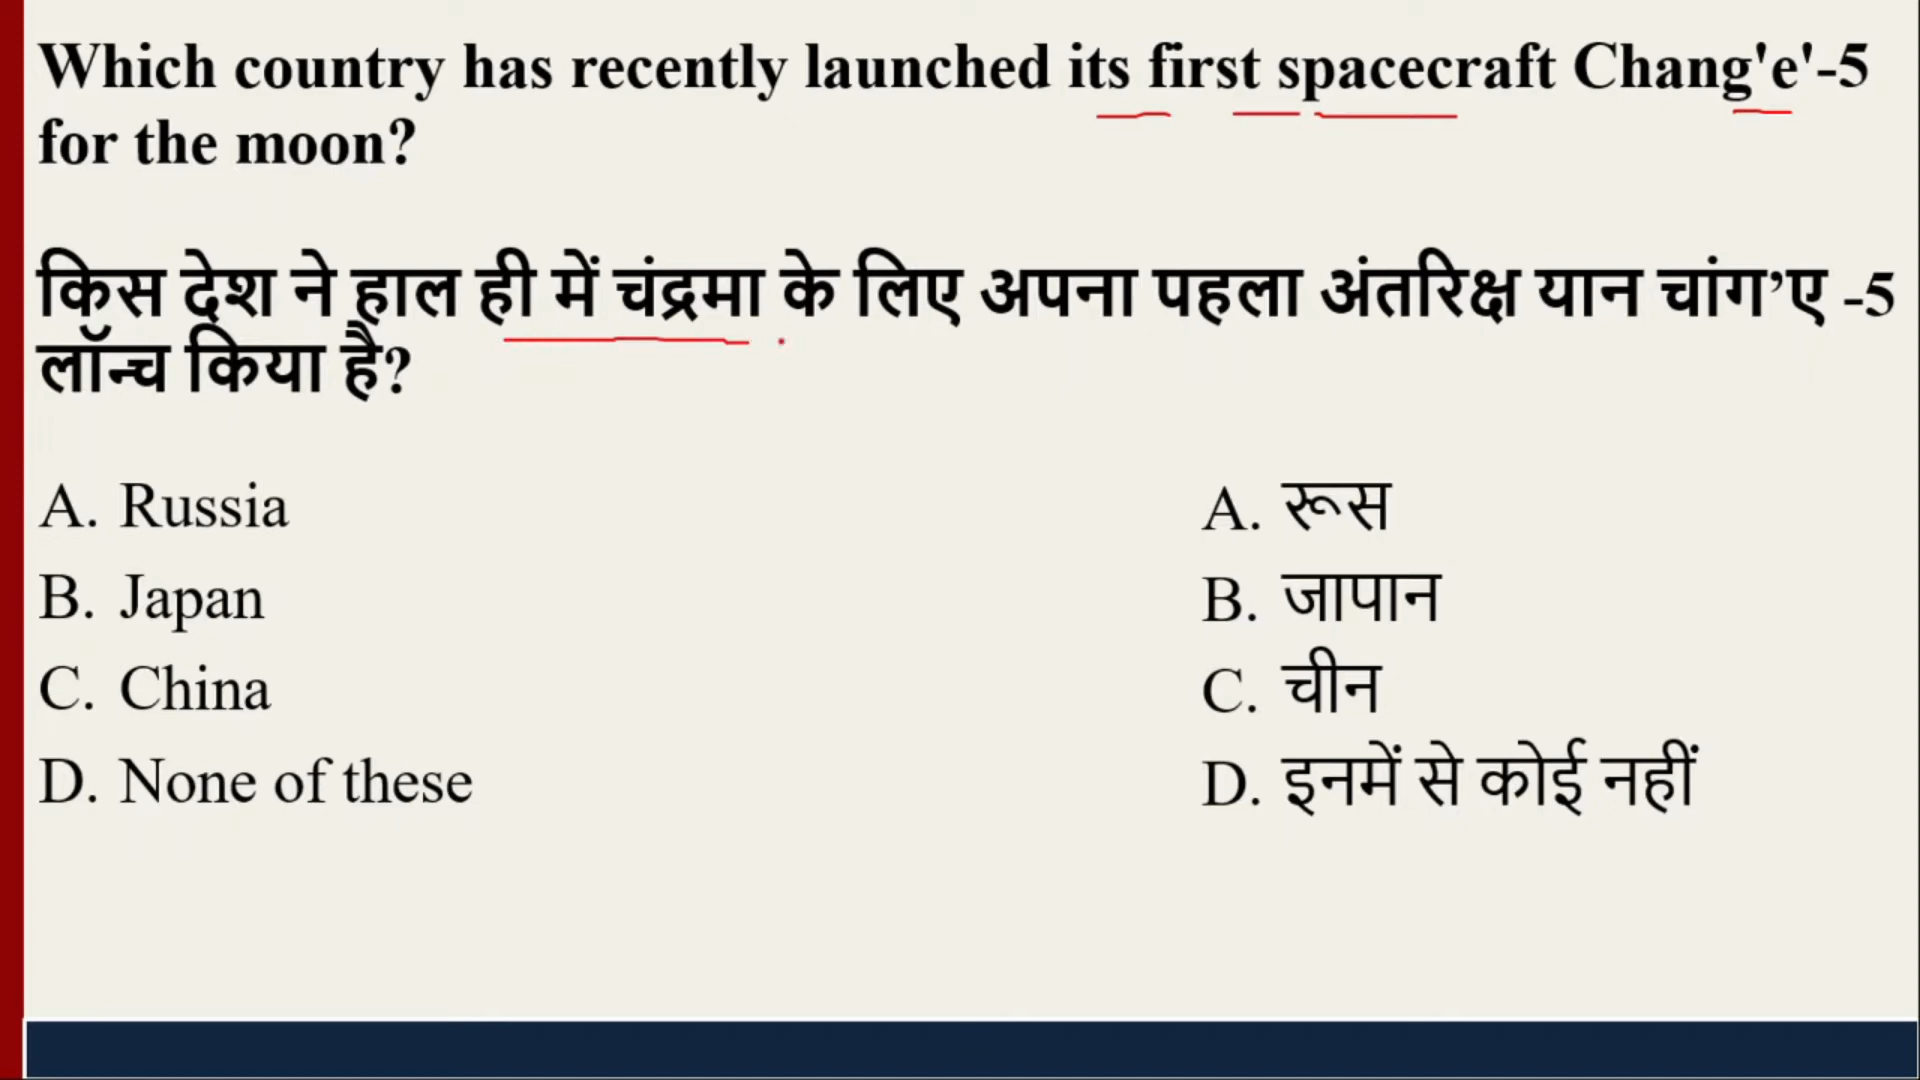 Which country has recently launched its first spacecraft Chang'e'-5
for the moon?
किस देश ने हाल ही में चंद्रमा के लिए अपना पहला अंतरिक्ष यान चांग’ए -5
लॉन्च किया है?
A. Russia
B. Japan
C. China
D. None of these
A. रूस
B. जापान
C. चीन
D. इनमें से कोई नहीं